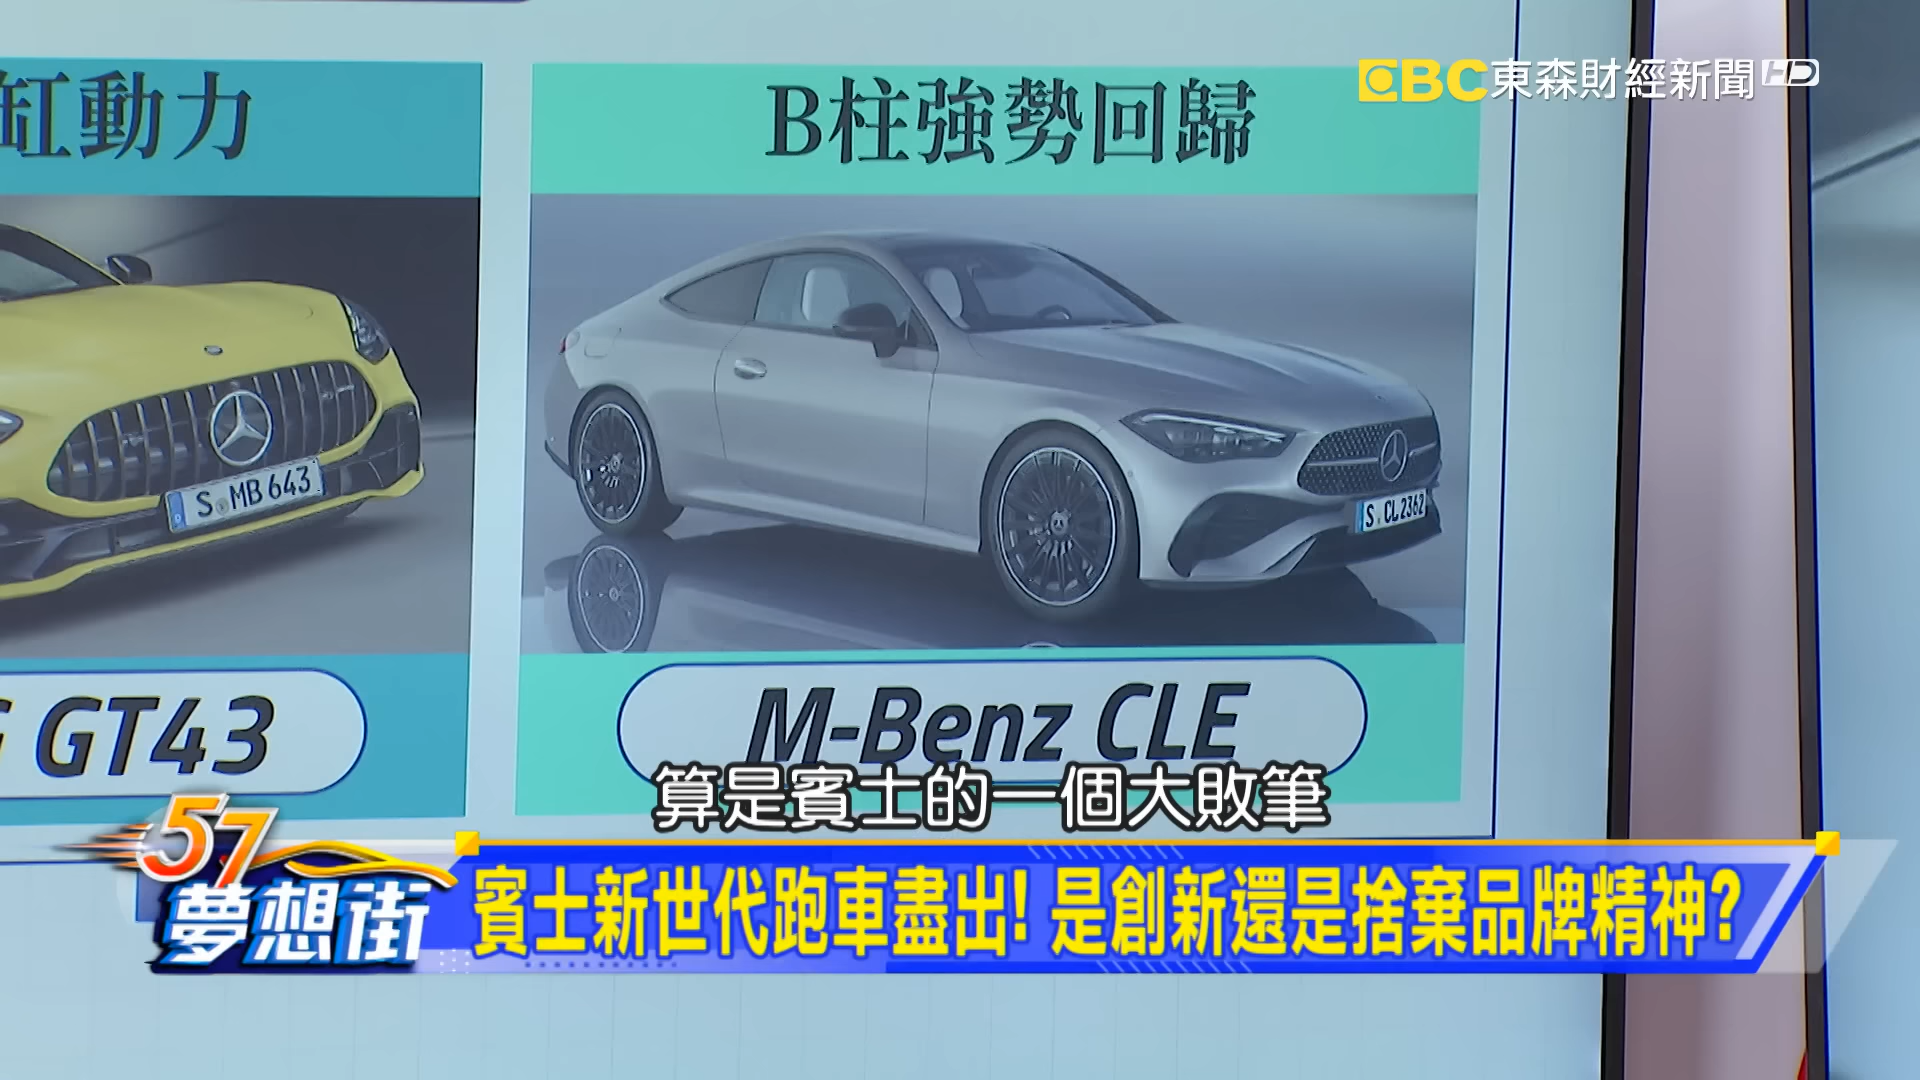 EBC東森財經新聞HD
缸動力
B柱強勢回歸
S MB 643
S CL 2362
GT43
M-Benz CLE
算是賓士的一個大敗筆
57夢想街
賓士新世代跑車盡出! 是創新還是捨棄品牌精神?